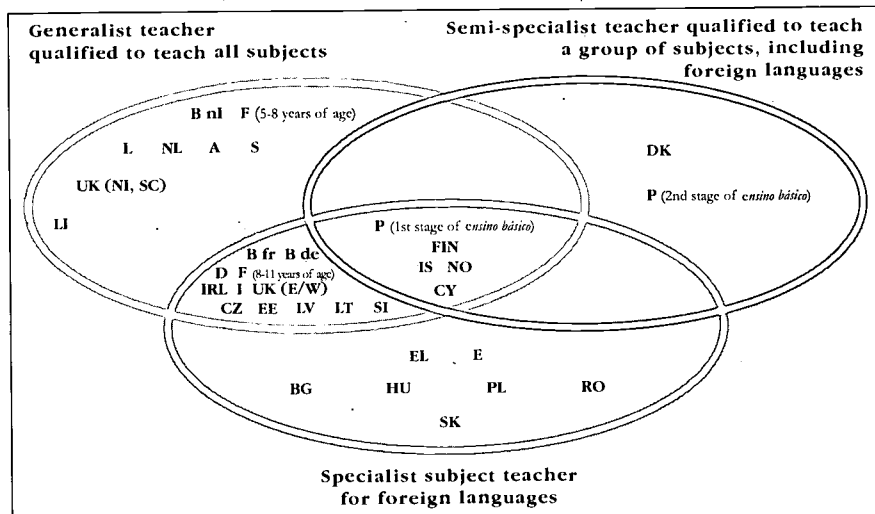 Generalist teacher
qualified to teach all subjects
Semi-specialist teacher qualified to teach
a group of subjects, including
foreign languages
B nl F (5-8 years of age)
L NL A S
UK (NI, SC)
LI
DK
P (2nd stage of ensino básico)
P (1st stage of ensino básico)
FIN
IS NO
CY
B fr B de
D F (8-11 years of age)
IRL I UK (E/W)
CZ EE LV LT SI
EL E
BG HU PL RO
SK
Specialist subject teacher
for foreign languages